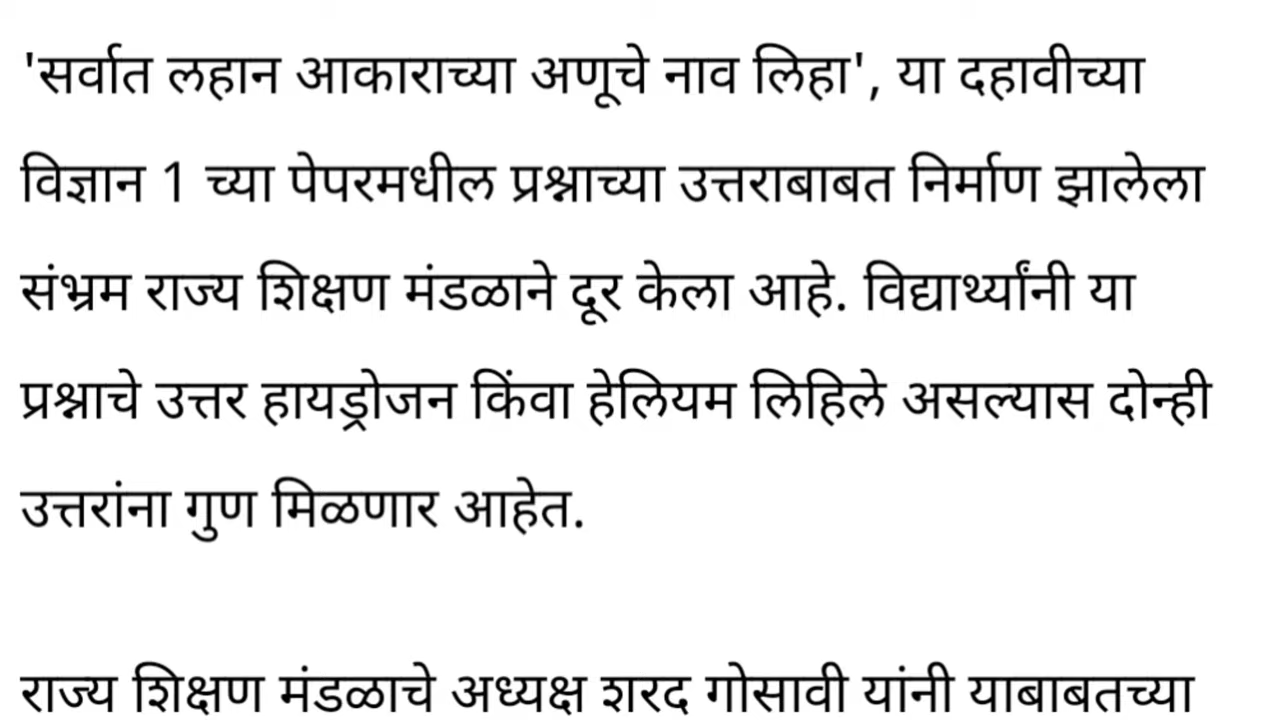 'सर्वात लहान आकाराच्या अणूचे नाव लिहा', या दहावीच्या
विज्ञान 1 च्या पेपरमधील प्रश्नाच्या उत्तराबाबत निर्माण झालेला
संभ्रम राज्य शिक्षण मंडळाने दूर केला आहे. विद्यार्थ्यांनी या
प्रश्नाचे उत्तर हायड्रोजन किंवा हेलियम लिहिले असल्यास दोन्ही
उत्तरांना गुण मिळणार आहेत.
राज्य शिक्षण मंडळाचे अध्यक्ष शरद गोसावी यांनी याबाबतच्या